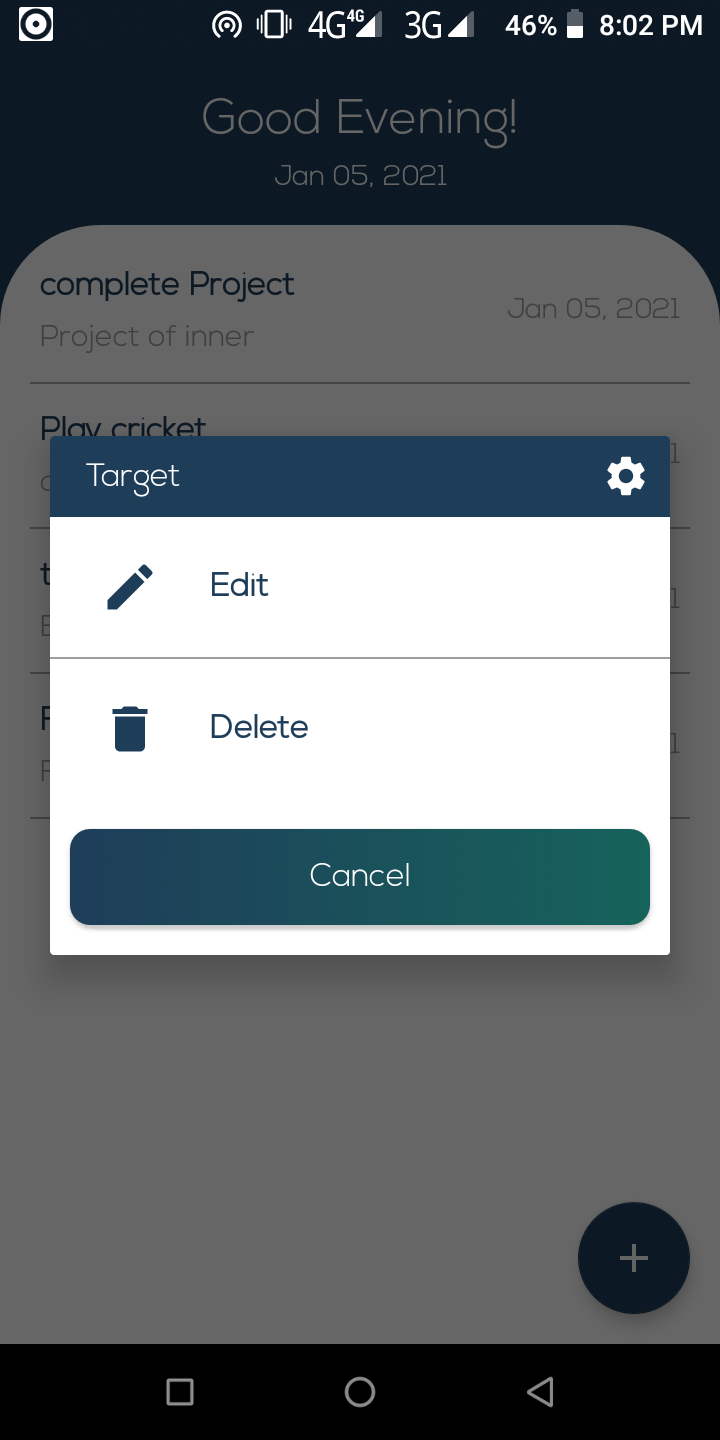 4G 4G 3G 46% 8:02 PM
Good Evening!
Jan 05, 2021
complete Project
Jan 05, 2021
Project of inner
Play cricket
Target
Edit
Delete
Cancel